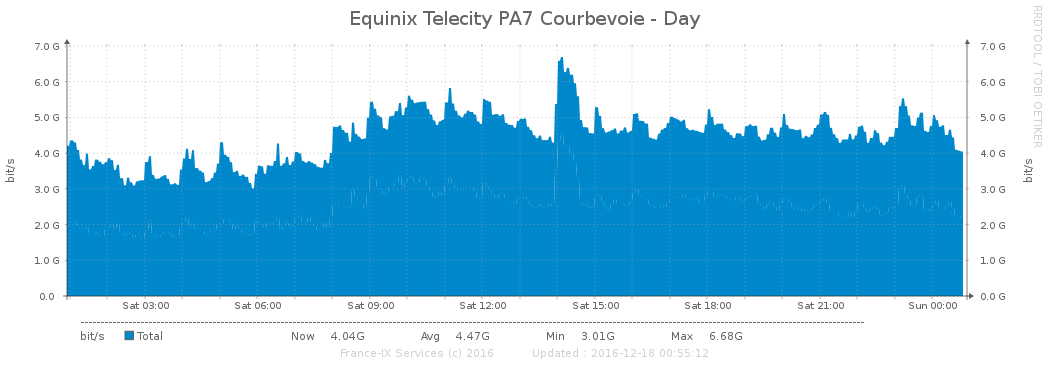 Equinix Telecity PA7 Courbevoie - Day
RRDTOOL / TOBI OETIKER
bit/s
7.0 G
6.0 G
5.0 G
4.0 G
3.0 G
2.0 G
1.0 G
0.0
7.0 G
6.0 G
5.0 G
4.0 G
3.0 G
2.0 G
1.0 G
0.0 G
bit/s
Sat 03:00 Sat 06:00 Sat 09:00 Sat 12:00 Sat 15:00 Sat 18:00 Sat 21:00 Sun 00:00
bit/s Total Now 4.04G Avg 4.47G Min 3.01G Max 6.68G
France-IX Services (c) 2016 Updated : 2016-12-18 00:55:12